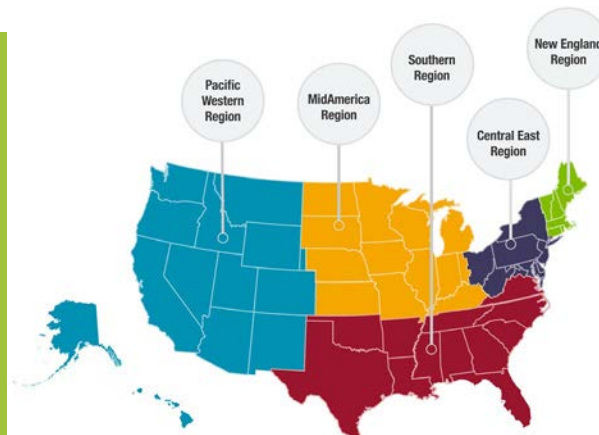 New England
Region
Southern
Region
Pacific
Western
Region
MidAmerica
Region
Central East
Region